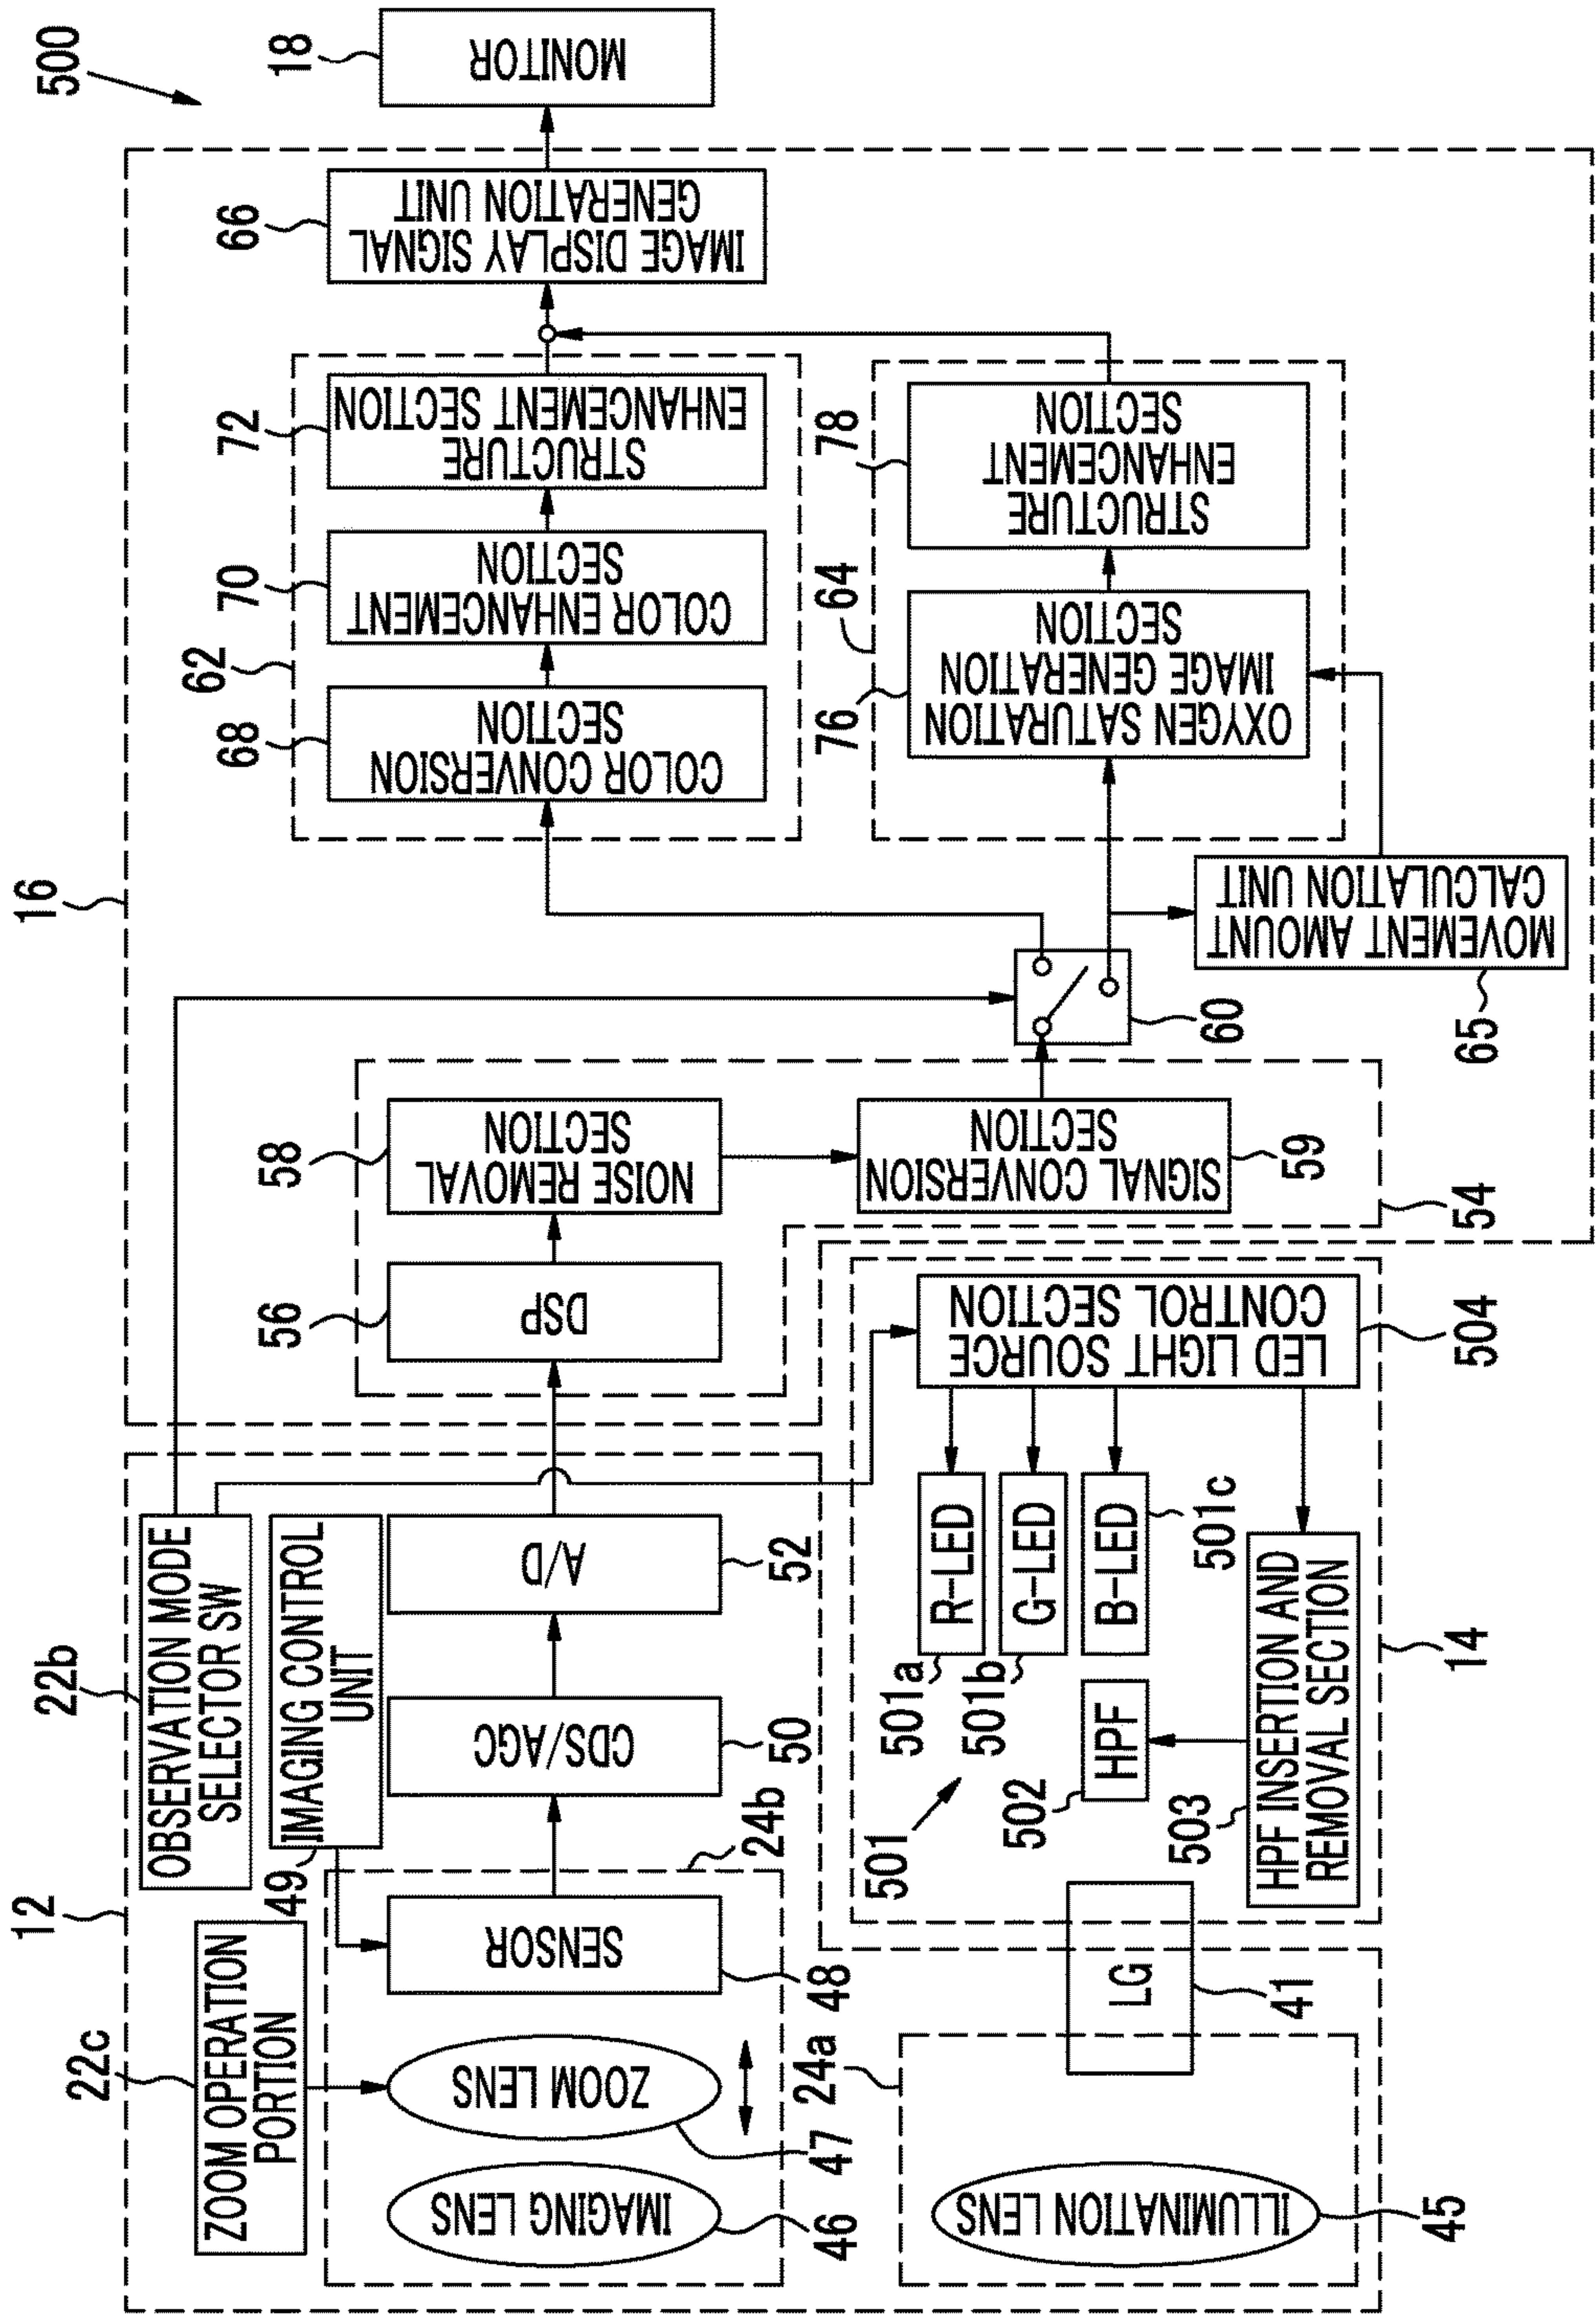 500
18
MONITOR
66
IMAGE DISPLAY SIGNAL
GENERATION UNIT
62
72
STRUCTURE
ENHANCEMENT SECTION
70
COLOR ENHANCEMENT
SECTION
68
COLOR CONVERSION
SECTION
64
78
STRUCTURE
ENHANCEMENT
SECTION
76
OXYGEN SATURATION
IMAGE GENERATION
SECTION
16
MOVEMENT AMOUNT
CALCULATION UNIT
65
60
58
NOISE REMOVAL
SECTION
SIGNAL CONVERSION
SECTION
59
54
56
DSP
LED LIGHT SOURCE
CONTROL SECTION
504
22b
OBSERVATION MODE
SELECTOR SW
IMAGING CONTROL
UNIT
49
A/D
52
CDS/AGC
50
R-LED
501a
G-LED
501b
B-LED
501c
501
HPF
502
HPF INSERTION AND
REMOVAL SECTION
503
14
12
24b
SENSOR
48
22c
ZOOM OPERATION
PORTION
ZOOM LENS
47
IMAGING LENS
46
LG
41
24a
ILLUMINATION LENS
45